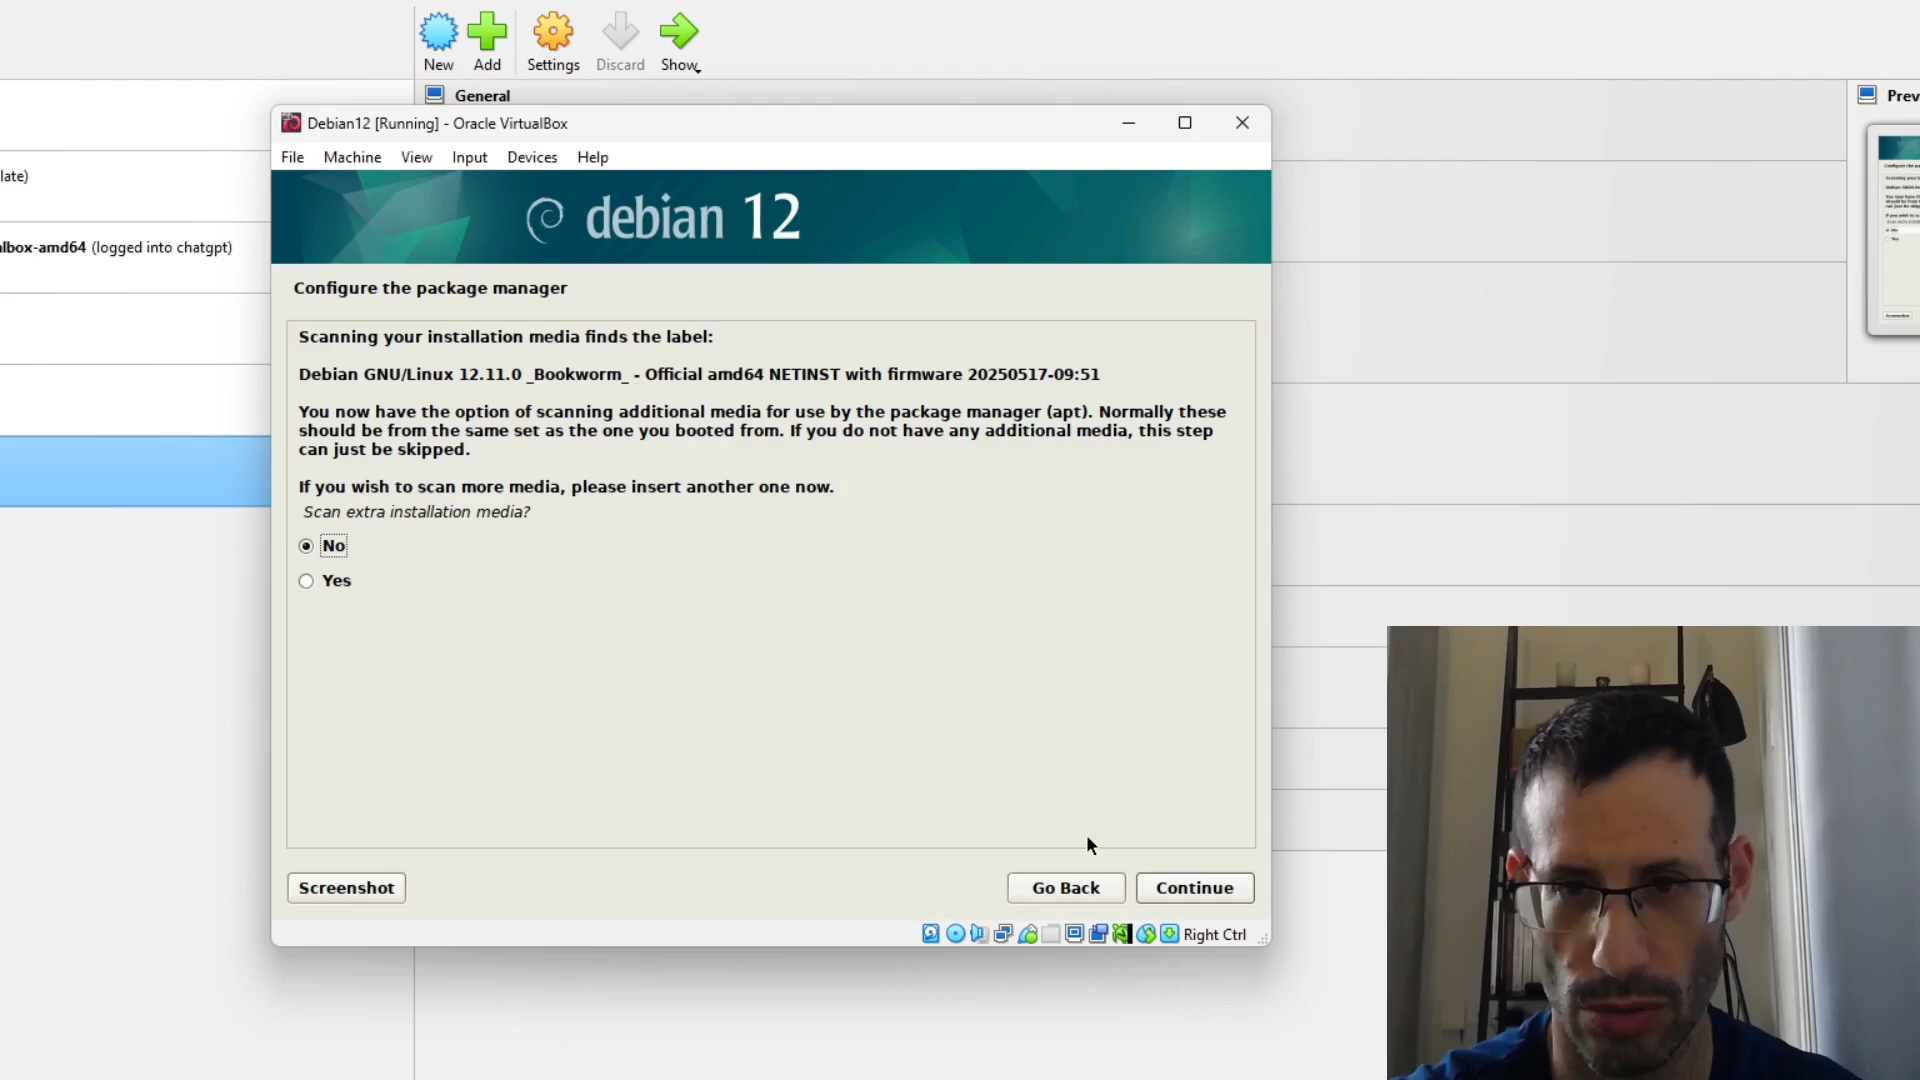 New
Add
Settings
Discard
Show
General
Prev
Debian12 [Running] - Oracle VirtualBox
File
Machine
View
Input
Devices
Help
late)
debian 12
lbox-amd64 (logged into chatgpt)
Configure the package manager
Scanning your installation media finds the label:
Debian GNU/Linux 12.11.0 _Bookworm_ - Official amd64 NETINST with firmware 20250517-09:51
You now have the option of scanning additional media for use by the package manager (apt). Normally these
should be from the same set as the one you booted from. If you do not have any additional media, this step
can just be skipped.
If you wish to scan more media, please insert another one now.
Scan extra installation media?
No
Yes
Screenshot
Go Back
Continue
Right Ctrl